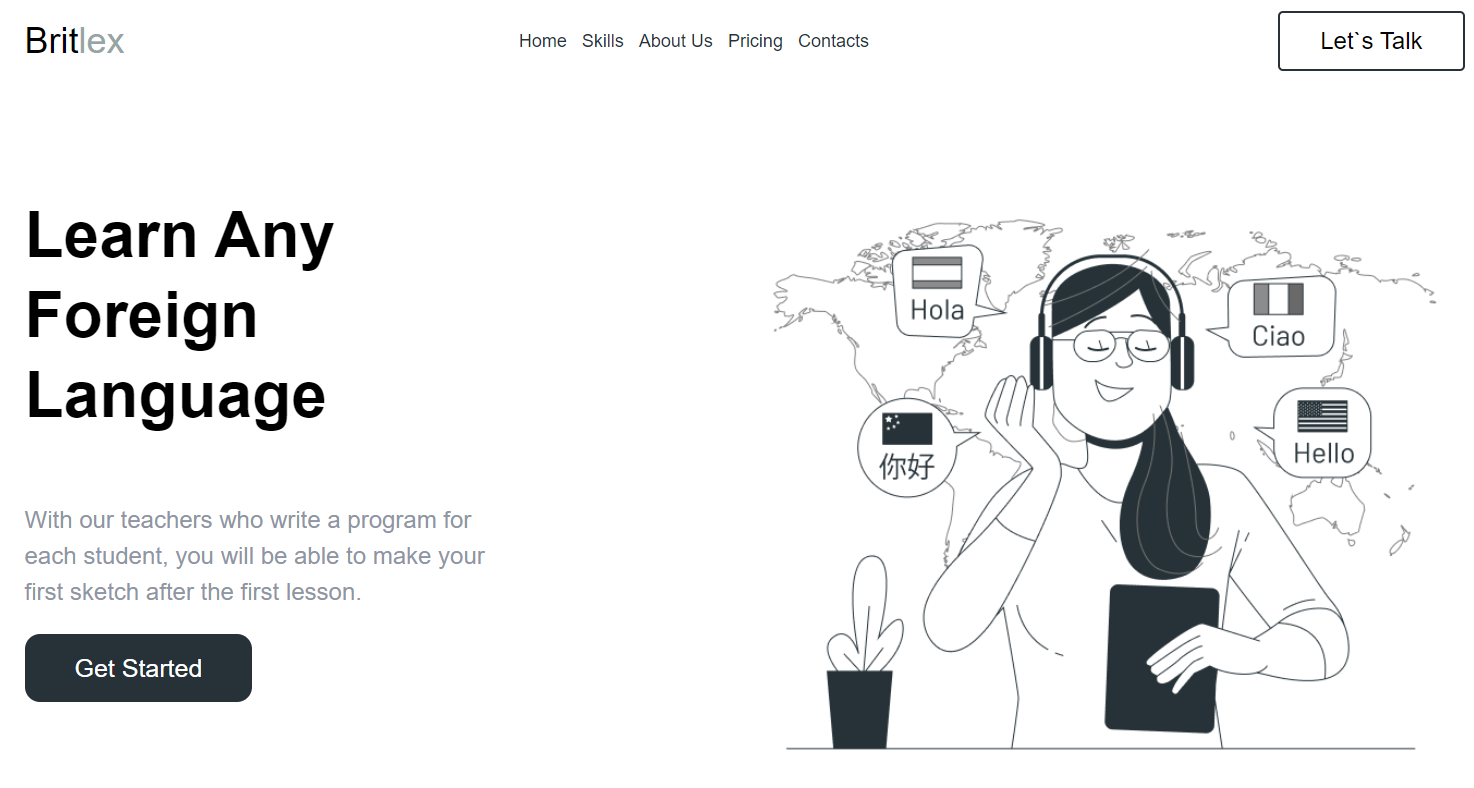 Britlex
Home Skills About Us Pricing Contacts
Let`s Talk
Learn Any
Foreign
Language
With our teachers who write a program for
each student, you will be able to make your
first sketch after the first lesson.
Get Started
Hola
Ciao
你好
Hello